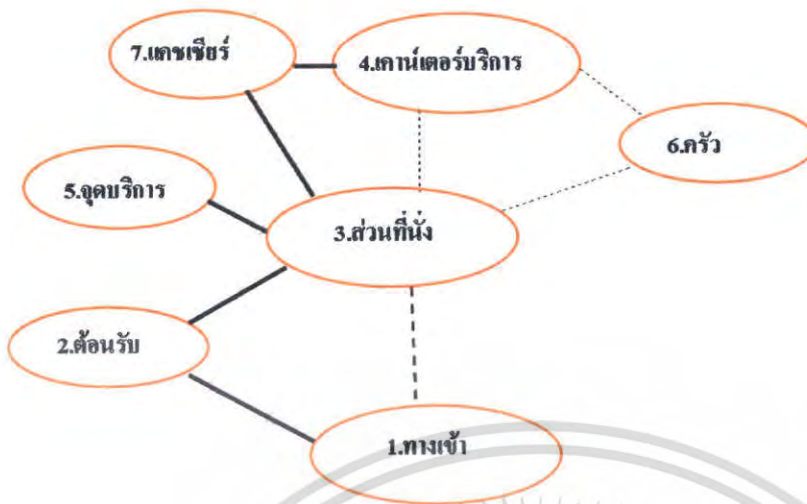 7.แคชเชียร์
4.เคาน์เตอร์บริการ
6.ครัว
5.จุดบริการ
3.ส่วนที่นั่ง
2.ต้อนรับ
1.ทางเข้า